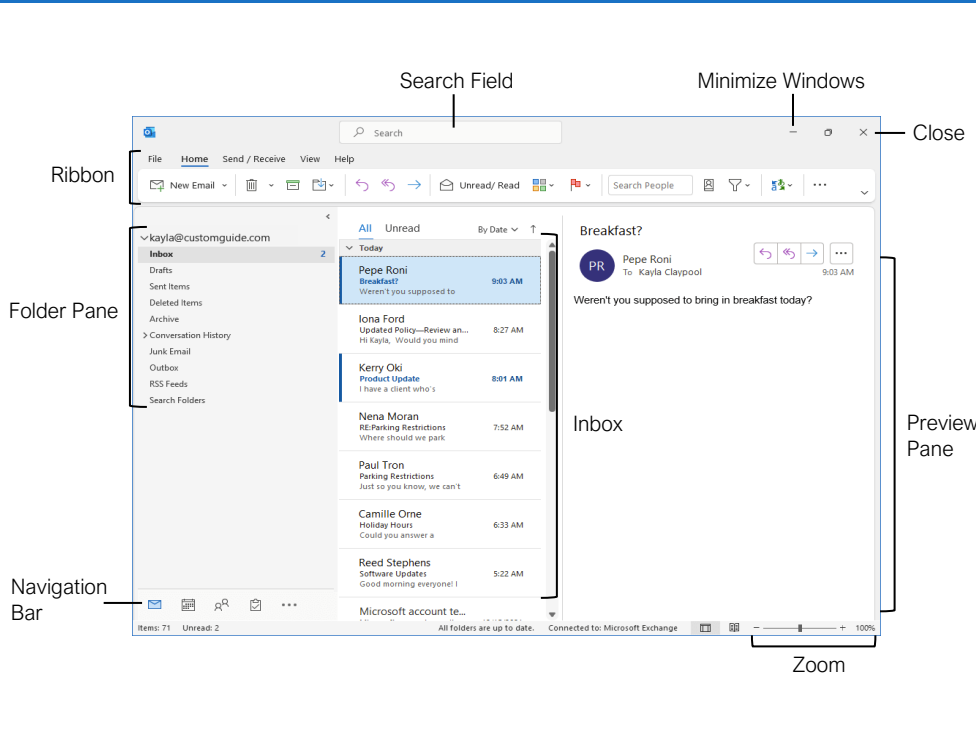 Search Field
Minimize Windows
Close
Search
Ribbon
File Home Send / Receive View Help
New Email
Unread/ Read
Search People
Folder Pane
kayla@customguide.com
Inbox 2
Drafts
Sent Items
Deleted Items
Archive
Conversation History
Junk Email
Outbox
RSS Feeds
Search Folders
All Unread By Date
Today
Pepe Roni
Breakfast? 9:03 AM
Weren't you supposed to
Iona Ford
Updated Policy—Review an... 8:27 AM
Hi Kayla, Would you mind
Kerry Oki
Product Update 8:01 AM
I have a client who's
Nena Moran
RE:Parking Restrictions 7:52 AM
Where should we park
Paul Tron
Parking Restrictions 6:49 AM
Just so you know, we can't
Camille Orne
Holiday Hours 6:33 AM
Could you answer a
Reed Stephens
Software Updates 5:22 AM
Good morning everyone! I
Microsoft account te...
Breakfast?
PR
Pepe Roni
To Kayla Claypool
9:03 AM
Weren't you supposed to bring in breakfast today?
Inbox
Preview
Pane
Navigation
Bar
Items: 71 Unread: 2
All folders are up to date. Connected to: Microsoft Exchange
100%
Zoom